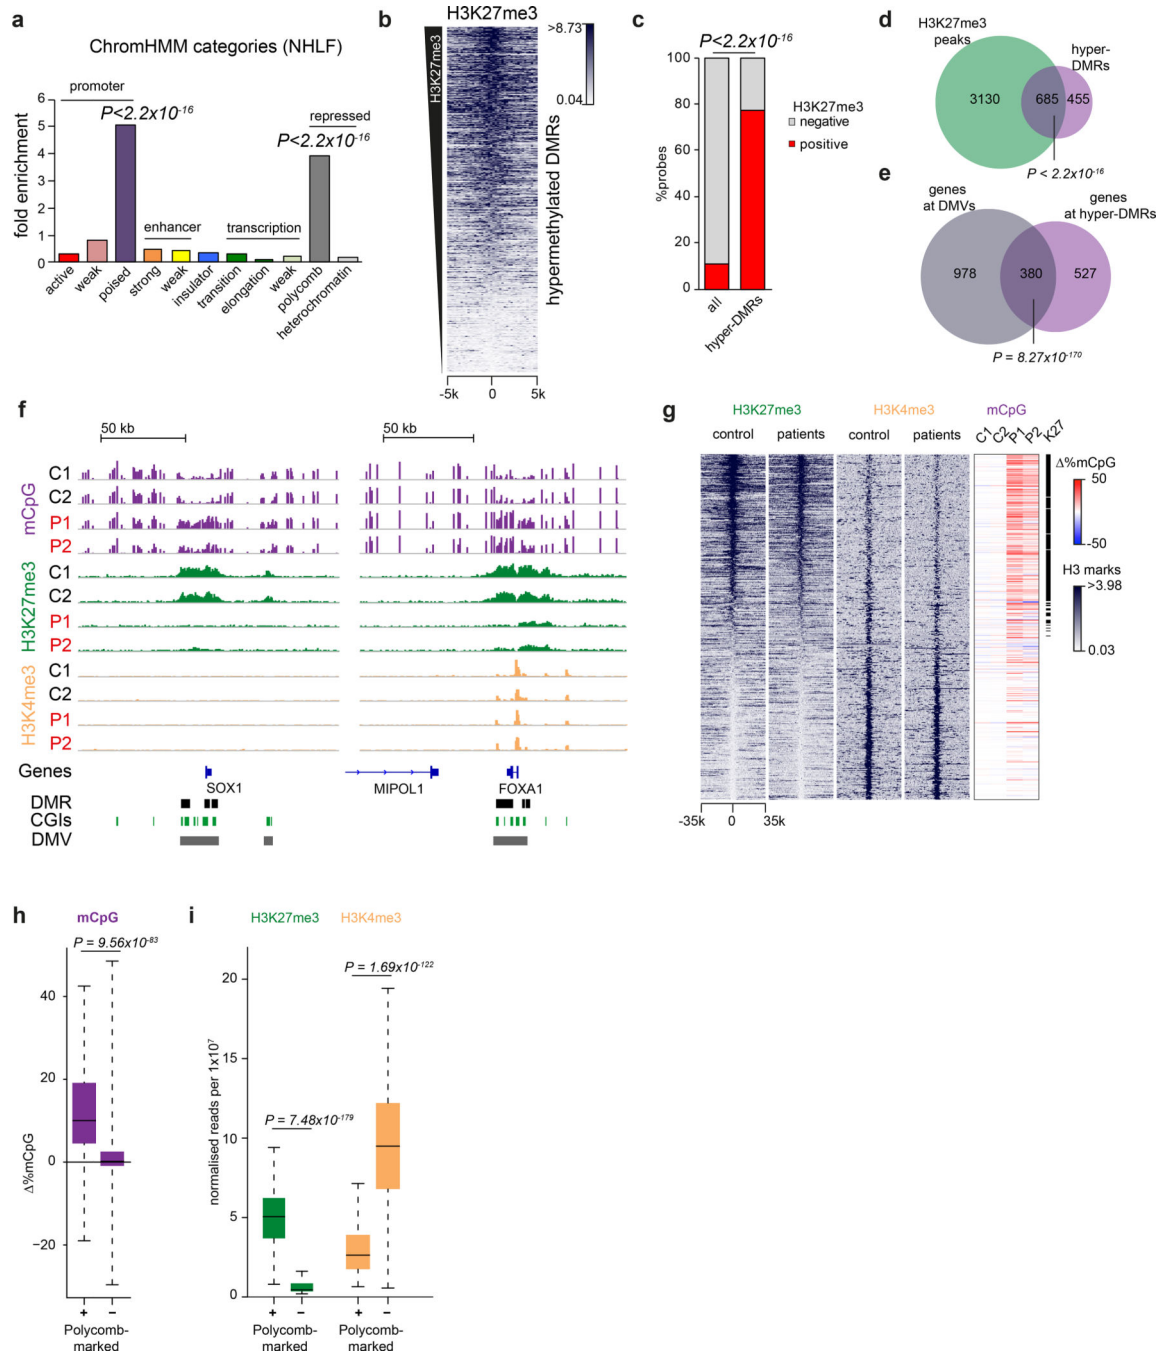 a
ChromHMM categories (NHLF)
promoter
P<2.2x10-16
repressed
P<2.2x10-16
enhancer
transcription
fold enrichment
6
5
4
3
2
1
0
active
weak
poised
strong
weak
insulator
transition
elongation
weak
polycomb
heterochromatin
b
H3K27me3
H3K27me3
>8.73
0.04
hypermethylated DMRs
-5k
0
5k
c
P<2.2x10-16
%probes
100
80
60
40
20
0
all
hyper-DMRs
H3K27me3
negative
positive
d
H3K27me3
peaks
hyper-
DMRs
3130
685
455
P < 2.2x10-16
e
genes
at DMVs
genes
at hyper-DMRs
978
380
527
P = 8.27x10-170
f
50 kb
50 kb
mCpG
C1
C2
P1
P2
H3K27me3
C1
C2
P1
P2
H3K4me3
C1
C2
P1
P2
Genes
SOX1
MIPOL1
FOXA1
DMR
CGIs
DMV
g
H3K27me3
H3K4me3
mCpG
control
patients
control
patients
C1
C2
P1
P2
K27
Δ%mCpG
50
-50
H3 marks
>3.98
0.03
-35k
0
35k
h
mCpG
P = 9.56x10-83
Δ%mCpG
40
20
0
−20
+
−
Polycomb-
marked
i
H3K27me3
H3K4me3
P = 1.69x10-122
P = 7.48x10-179
normalised reads per 1x107
20
15
10
5
0
+
−
+
−
Polycomb-
marked
Polycomb-
marked